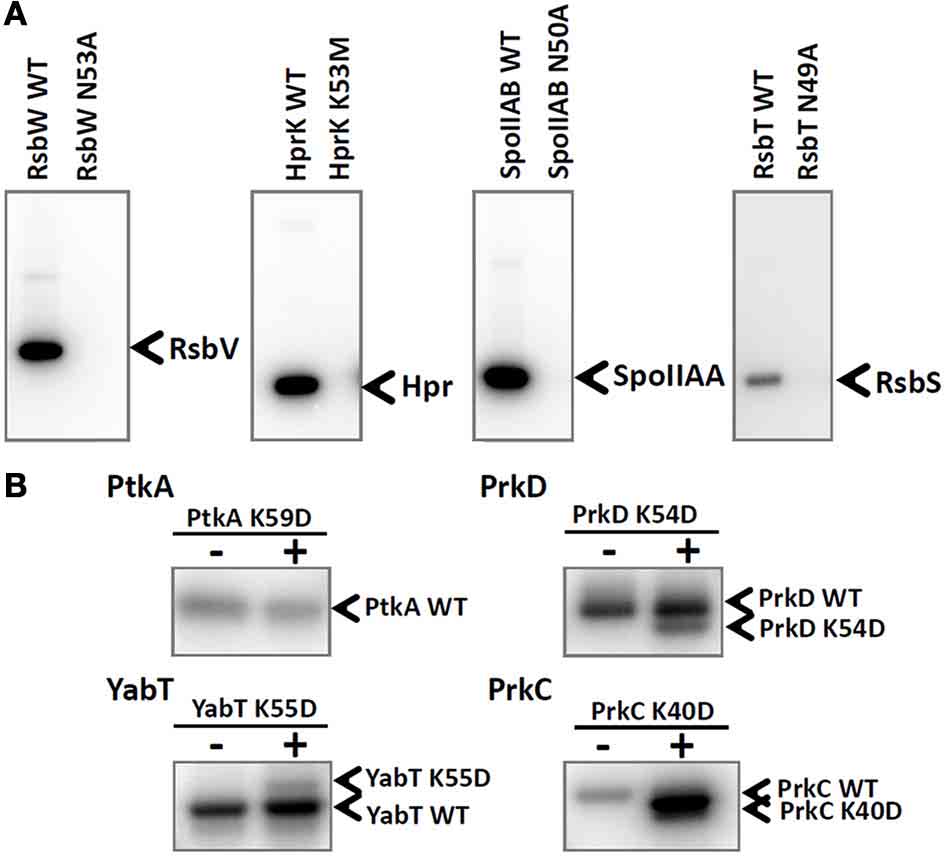 A
RsbW WT
RsbW N53A
HprK WT
HprK K53M
SpoIIAB WT
SpoIIAB N50A
RsbT WT
RsbT N49A
RsbV
Hpr
SpoIIAA
RsbS
B
PtkA
PtkA K59D
- +
PtkA WT
PrkD
PrkD K54D
- +
PrkD WT
PrkD K54D
YabT
YabT K55D
- +
YabT K55D
YabT WT
PrkC
PrkC K40D
- +
PrkC WT
PrkC K40D